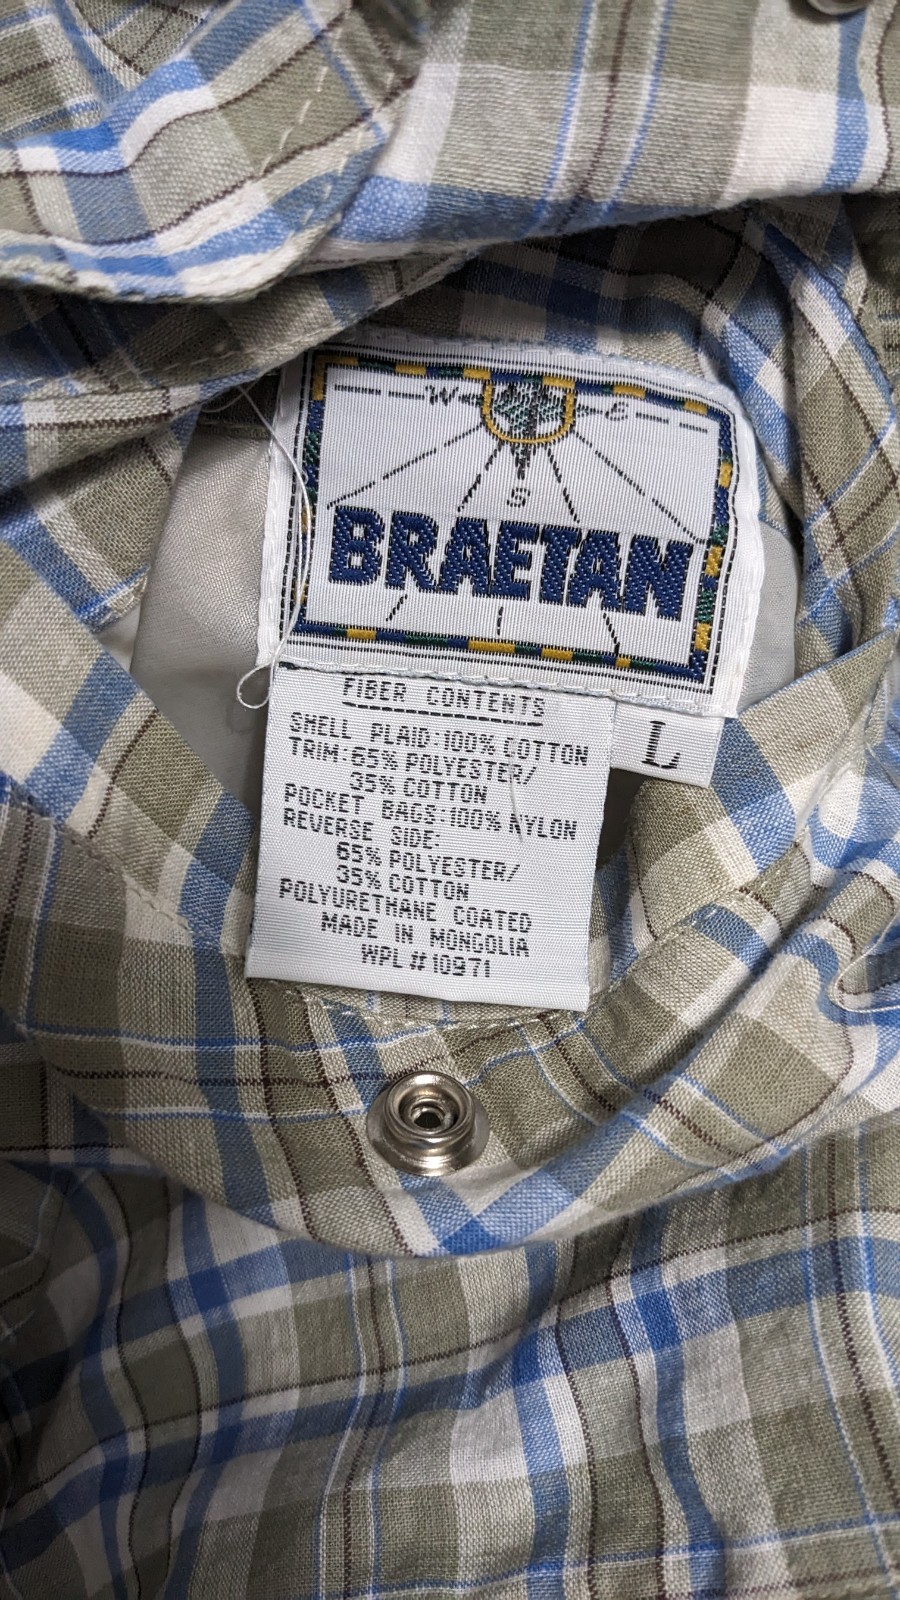 W E
S
BRAETAN
FIBER CONTENTS
SHELL PLAID:100% COTTON
TRIM:65% POLYESTER/
35% COTTON
POCKET BAGS:100% NYLON
REVERSE SIDE:
65% POLYESTER/
35% COTTON
POLYURETHANE COATED
MADE IN MONGOLIA
WPL#10971
L